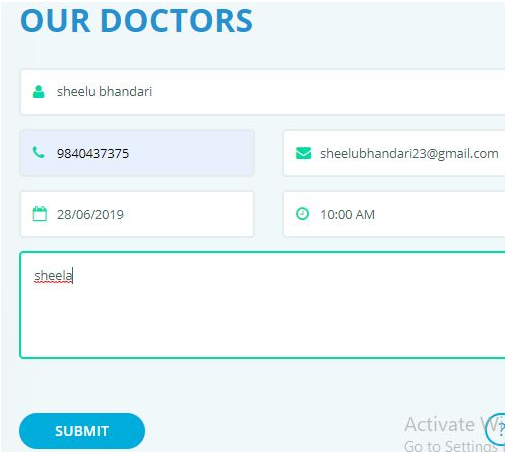 OUR DOCTORS
sheelu bhandari
9840437375
sheelubhandari23@gmail.com
28/06/2019
10:00 AM
sheela
SUBMIT
Activate Wi
?
Go to Settings t